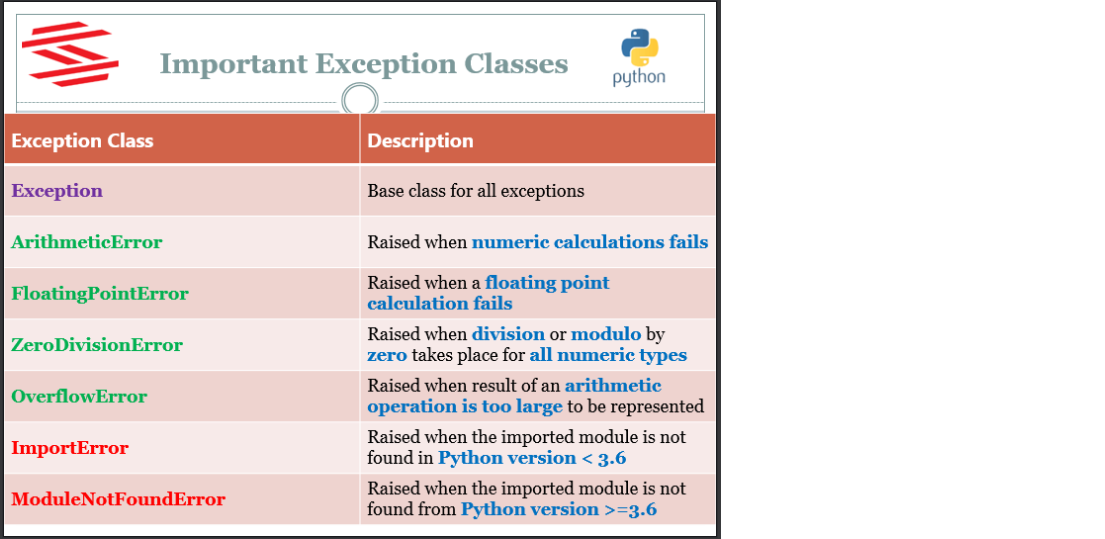 Important Exception Classes
python
Exception Class
Description
Exception
Base class for all exceptions
ArithmeticError
Raised when numeric calculations fails
FloatingPointError
Raised when a floating point
calculation fails
ZeroDivisionError
Raised when division or modulo by
zero takes place for all numeric types
OverflowError
Raised when result of an arithmetic
operation is too large to be represented
ImportError
Raised when the imported module is not
found in Python version < 3.6
ModuleNotFoundError
Raised when the imported module is not
found from Python version >=3.6